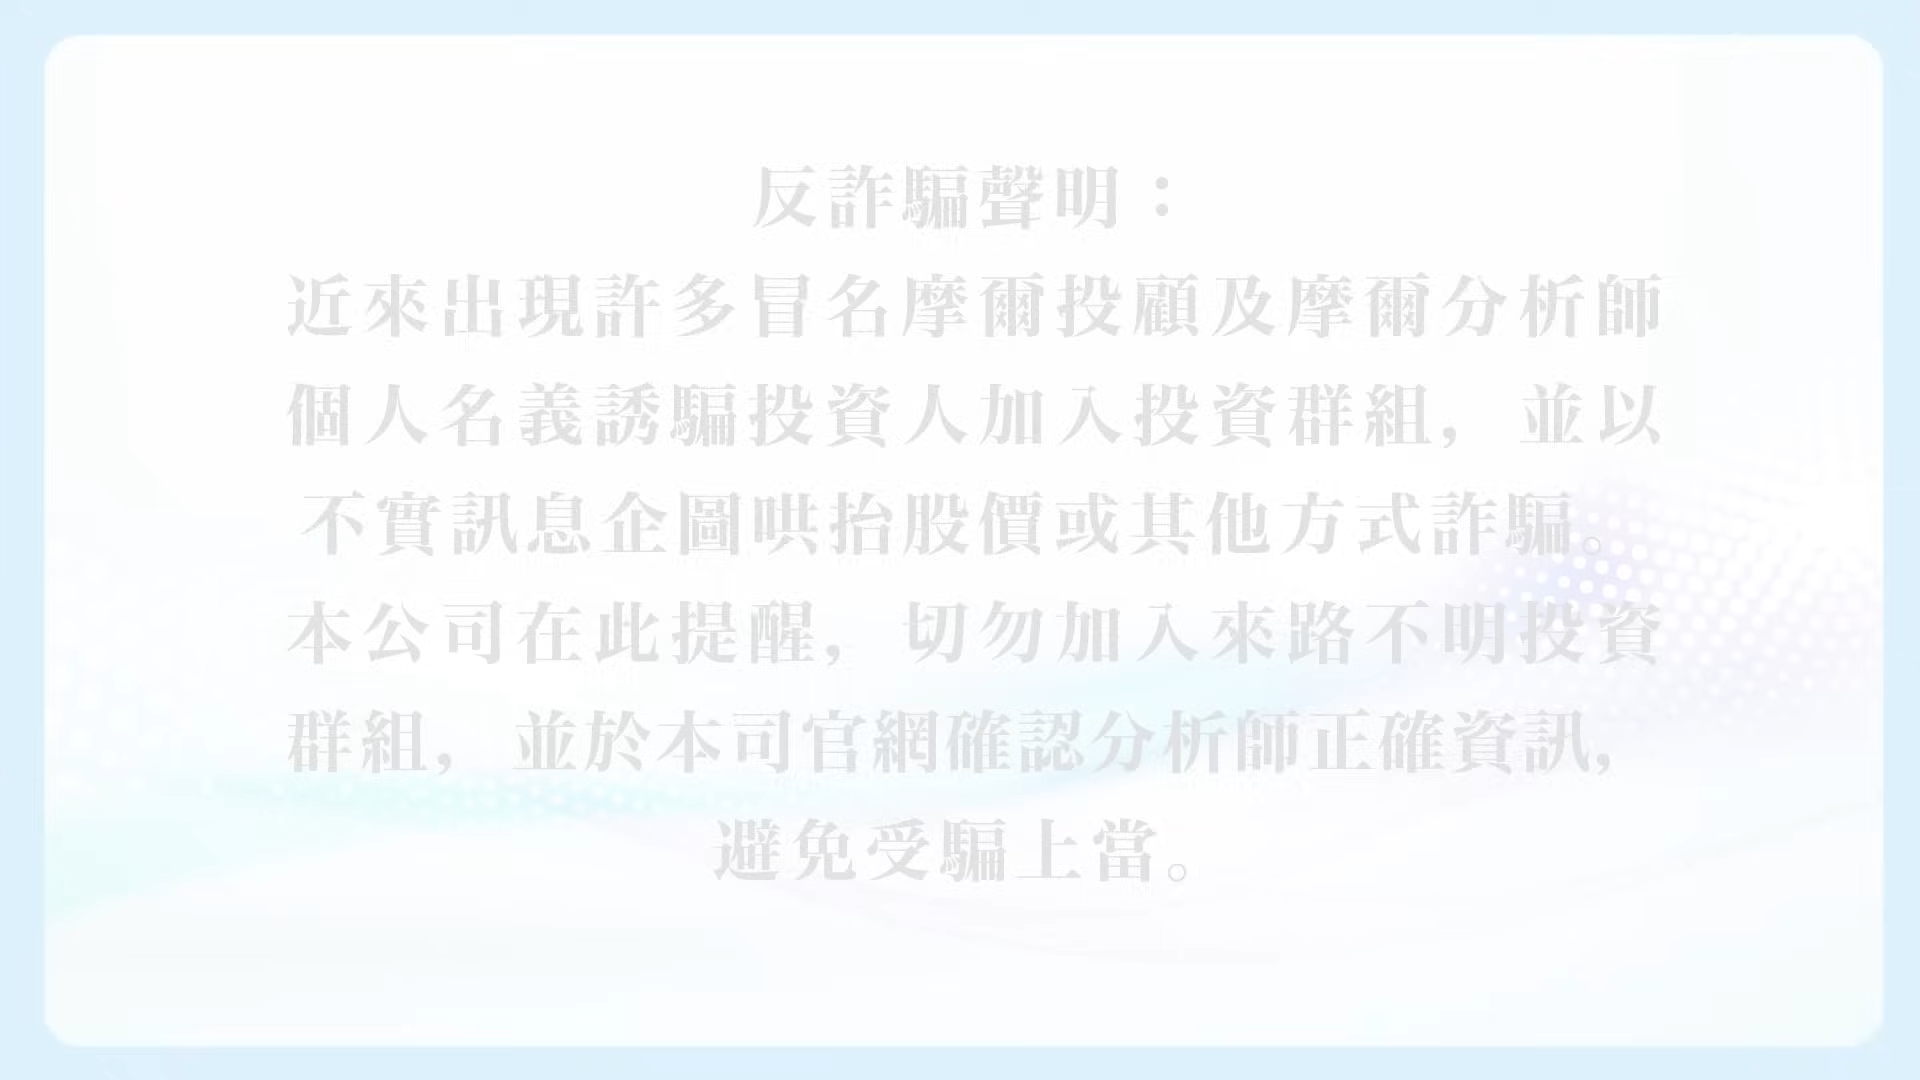 反詐騙聲明：
近來出現許多冒名摩爾投顧及摩爾分析師
個人名義誘騙投資人加入投資群組，並以
不實訊息企圖哄抬股價或其他方式詐騙。
本公司在此提醒，切勿加入來路不明投資
群組，並於本司官網確認分析師正確資訊，
避免受騙上當。